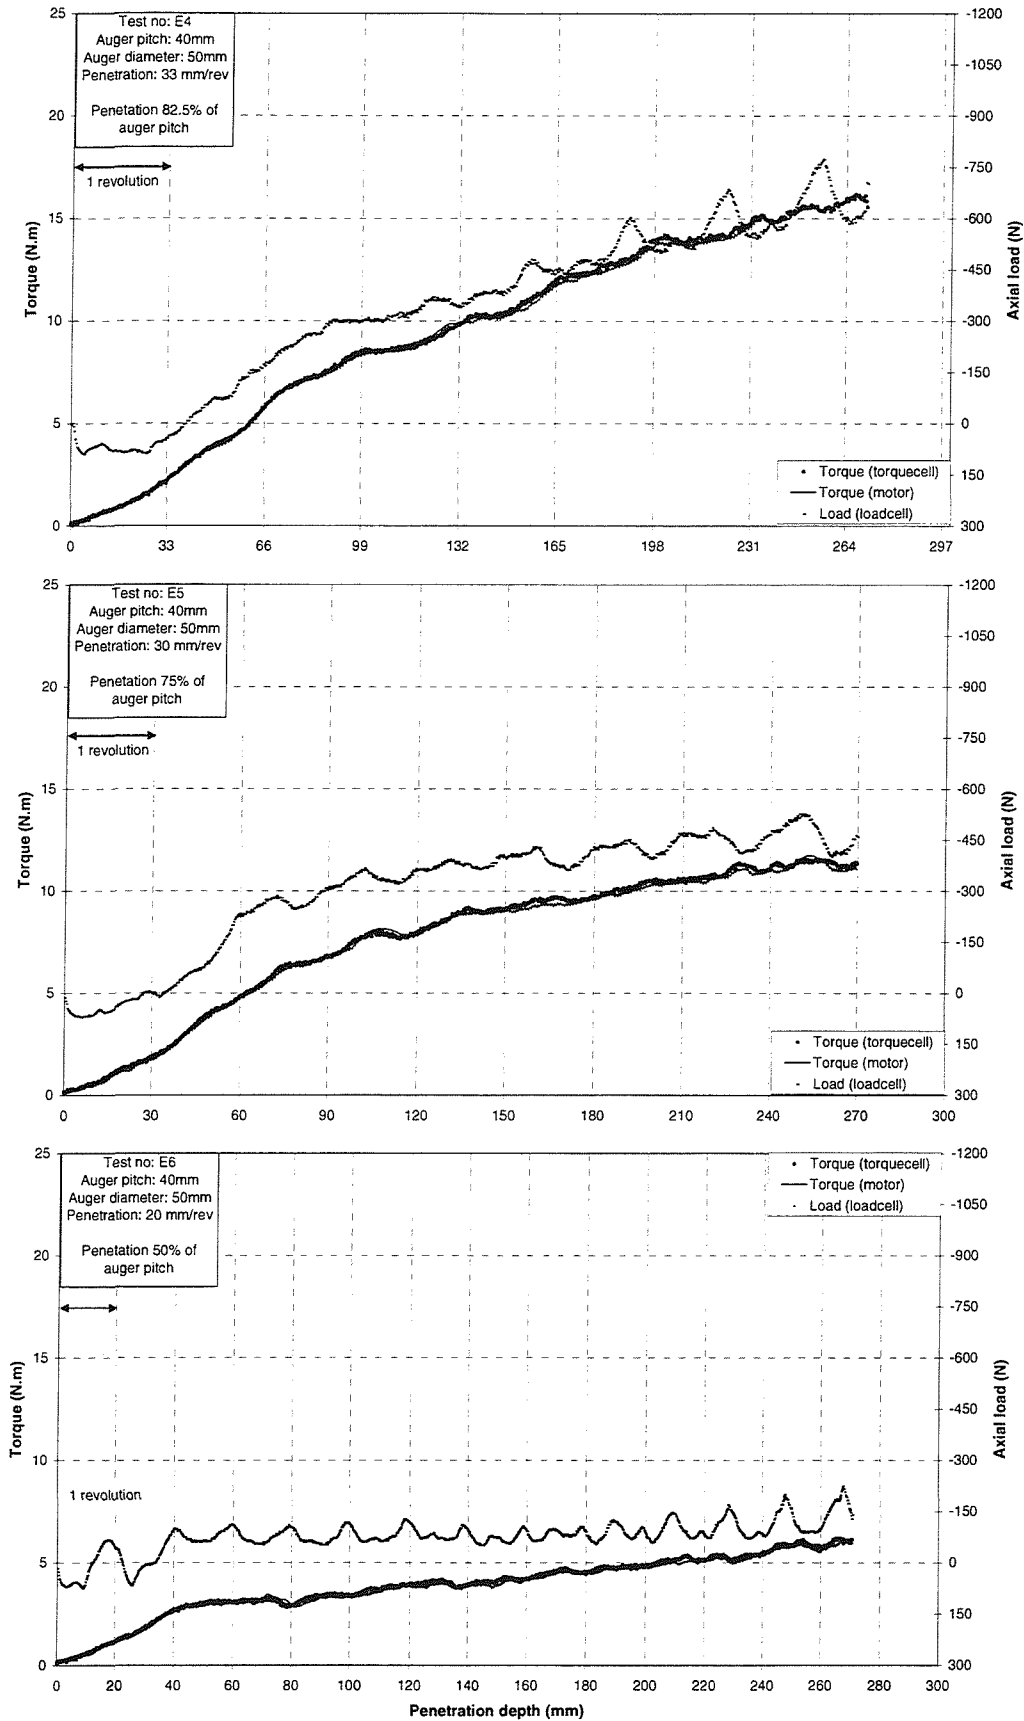 25
20
15
10
5
0
Torque (N.m)
Test no: E4
Auger pitch: 40mm
Auger diameter: 50mm
Penetration: 33 mm/rev
Penetation 82.5% of
auger pitch
1 revolution
-1200
-1050
-900
-750
-600
-450
-300
-150
0
150
300
Axial load (N)
Torque (torquecell)
Torque (motor)
Load (loadcell)
0 33 66 99 132 165 198 231 264 297
25
20
15
10
5
0
Torque (N.m)
Test no: E5
Auger pitch: 40mm
Auger diameter: 50mm
Penetration: 30 mm/rev
Penetation 75% of
auger pitch
1 revolution
-1200
-1050
-900
-750
-600
-450
-300
-150
0
150
300
Axial load (N)
Torque (torquecell)
Torque (motor)
Load (loadcell)
0 30 60 90 120 150 180 210 240 270 300
25
20
15
10
5
0
Torque (N.m)
Test no: E6
Auger pitch: 40mm
Auger diameter: 50mm
Penetration: 20 mm/rev
Penetation 50% of
auger pitch
1 revolution
Torque (torquecell)
Torque (motor)
Load (loadcell)
-1200
-1050
-900
-750
-600
-450
-300
-150
0
150
300
Axial load (N)
0 20 40 60 80 100 120 140 160 180 200 220 240 260 280 300
Penetration depth (mm)